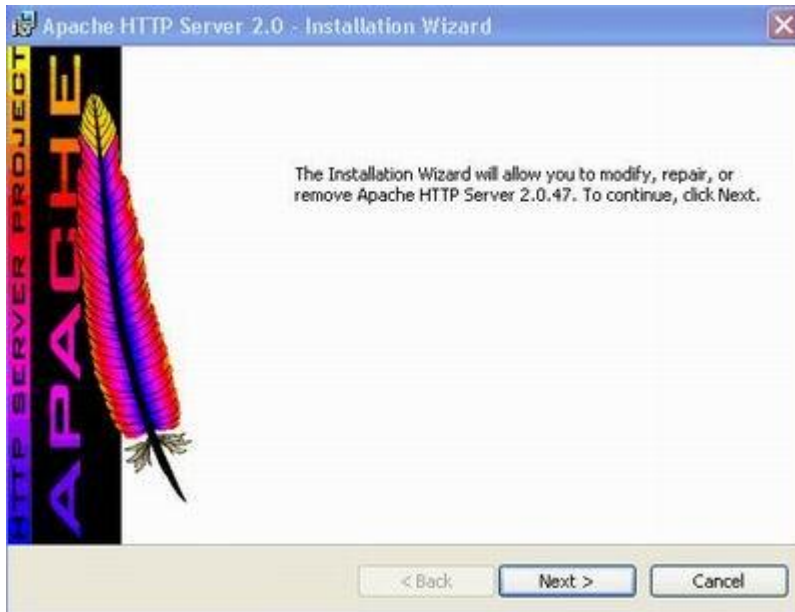 Apache HTTP Server 2.0 - Installation Wizard
HTTP SERVER PROJECT
APACHE
The Installation Wizard will allow you to modify, repair, or
remove Apache HTTP Server 2.0.47. To continue, click Next.
< Back
Next >
Cancel